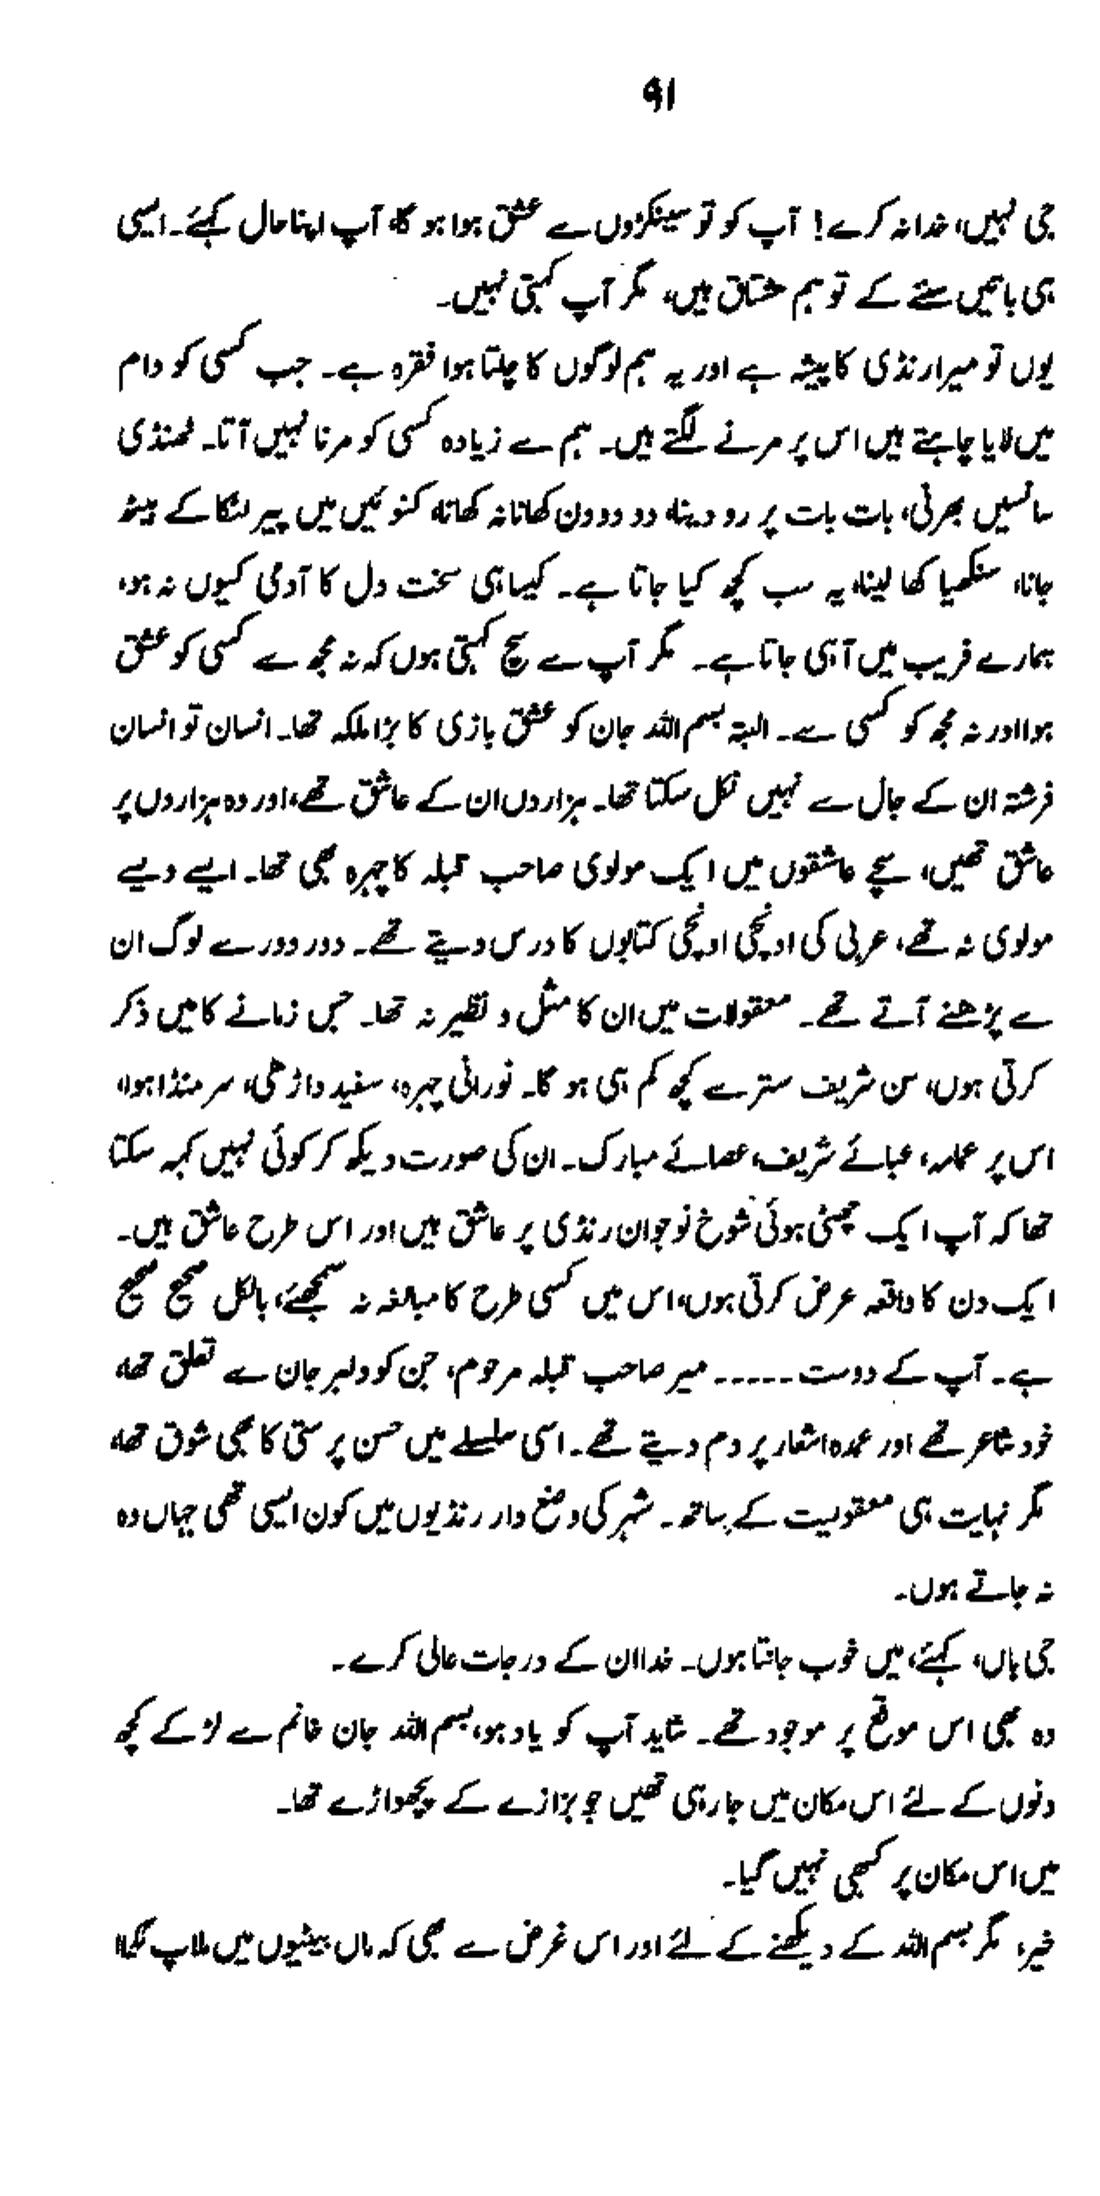 ۹۱
جی نہیں، خدا نہ کرے! آپ کو تو سینکڑوں سے عشق ہوا ہو گا، آپ اپنا حال کہئے۔ ایسی
ہی باتیں سننے کے تو ہم مشتاق ہیں، مگر آپ کہتی نہیں۔
یوں تو میرا رنڈی کا پیشہ ہے اور یہ ہم لوگوں کا چلتا ہوا فقرہ ہے۔ جب کسی کو دام
میں لایا چاہتے ہیں اس پر مرنے لگتے ہیں۔ ہم سے زیادہ کسی کو مرنا نہیں آتا۔ ٹھنڈی
سانسیں بھرنی، بات بات پر رو دینا، دو دو دن کھانا نہ کھانا، کنوئیں میں پیر لٹکا کے بیٹھ
جانا، سنکھیا کھا لینا، یہ سب کچھ کیا جاتا ہے۔ کیسا ہی سخت دل کا آدمی کیوں نہ ہو،
ہمارے فریب میں آ ہی جاتا ہے۔ مگر آپ سے سچ کہتی ہوں کہ نہ مجھ سے کسی کو عشق
ہوا اور نہ مجھ کو کسی سے۔ البتہ بسم اللہ جان کو عشق بازی کا بڑا ملکہ تھا۔ انسان تو انسان
فرشتہ ان کے جال سے نہیں نکل سکتا تھا۔ ہزاروں ان کے عاشق تھے، اور وہ ہزاروں پر
عاشق تھیں، سچے عاشقوں میں ایک مولوی صاحب قبلہ کا چہرہ بھی تھا۔ ایسے ویسے
مولوی نہ تھے، عربی کی اونچی اونچی کتابوں کا درس دیتے تھے۔ دور دور سے لوگ ان
سے پڑھنے آتے تھے۔ معقولات میں ان کا مثل و نظیر نہ تھا۔ جس زمانے کا میں ذکر
کرتی ہوں، سن شریف ستر سے کچھ کم ہی ہو گا۔ نورانی چہرہ، سفید داڑھی، سر منڈا ہوا،
اس پر عمامہ، عبائے شریف، عصائے مبارک۔ ان کی صورت دیکھ کر کوئی نہیں کہہ سکتا
تھا کہ آپ ایک چھٹی ہوئی شوخ نوجوان رنڈی پر عاشق ہیں اور اس طرح عاشق ہیں۔
ایک دن کا واقعہ عرض کرتی ہوں، اس میں کسی طرح کا مبالغہ نہ سمجھئے، بالکل صحیح صحیح
ہے۔ آپ کے دوست ----- میر صاحب قبلہ مرحوم، جن کو دلبر جان سے تعلق تھا،
خود شاعر تھے اور عمدہ اشعار پر دم دیتے تھے۔ اسی سلسلے میں حسن پرستی کا بھی شوق تھا،
مگر نہایت ہی معقولیت کے ساتھ۔ شہر کی وضع دار رنڈیوں میں کون ایسی تھی جہاں وہ
نہ جاتے ہوں۔
جی ہاں، کہئے، میں خوب جانتا ہوں۔ خدا ان کے درجات عالی کرے۔
وہ بھی اس موقع پر موجود تھے۔ شاید آپ کو یاد ہو، بسم اللہ جان خانم سے لڑ کے کچھ
دنوں کے لئے اس مکان میں جا رہی تھیں جو بزازے کے پچھواڑے تھا۔
میں اس مکان پر کبھی نہیں گیا۔
خیر، مگر بسم اللہ کے دیکھنے کے لئے اور اس غرض سے بھی کہ ماں بیٹیوں میں ملاپ